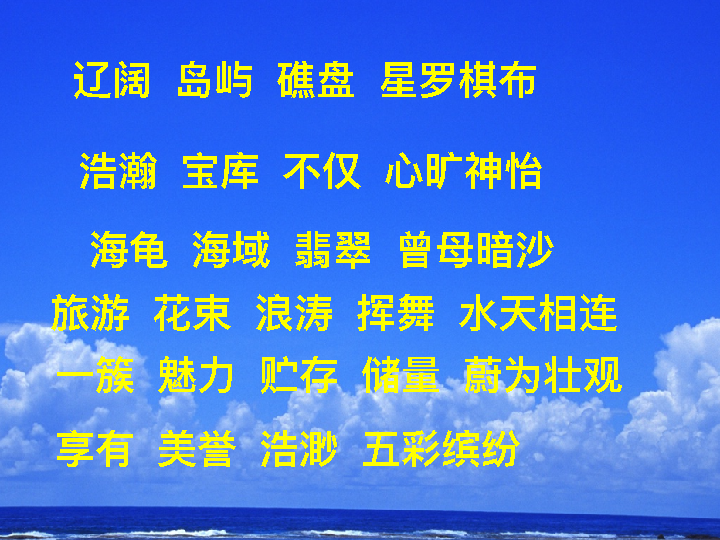 辽阔 岛屿 礁盘 星罗棋布
浩瀚 宝库 不仅 心旷神怡
海龟 海域 翡翠 曾母暗沙
旅游 花束 浪涛 挥舞 水天相连
一簇 魅力 贮存 储量 蔚为壮观
享有 美誉 浩渺 五彩缤纷